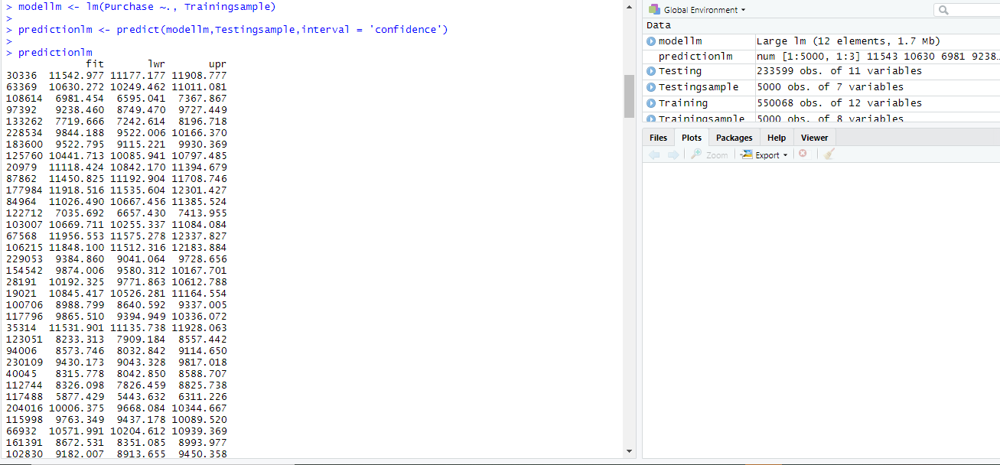 > modellm <- lm(Purchase ~., Trainingsample)
>
> predictionlm <- predict(modellm,Testingsample,interval = 'confidence')
>
> predictionlm
fit lwr upr
30336 11542.977 11177.177 11908.777
63369 10630.272 10249.462 11011.081
108614 6981.454 6595.041 7367.867
97392 9238.460 8749.470 9727.449
133262 7719.666 7242.614 8196.718
228534 9844.188 9522.006 10166.370
183600 9522.795 9115.221 9930.369
125760 10441.713 10085.941 10797.485
20979 11118.424 10842.170 11394.679
87862 11450.825 11192.904 11708.746
177984 11918.516 11535.604 12301.427
84964 11026.490 10667.456 11385.524
122712 7035.692 6657.430 7413.955
103007 10669.711 10255.337 11084.084
67568 11956.553 11575.278 12337.827
106215 11848.100 11512.316 12183.884
229053 9384.860 9041.064 9728.656
154542 9874.006 9580.312 10167.701
28191 10192.325 9771.863 10612.788
19021 10845.417 10526.281 11164.554
100706 8988.799 8640.592 9337.005
117796 9865.510 9394.949 10336.072
35314 11531.901 11135.738 11928.063
123051 8233.313 7909.184 8557.442
94006 8573.746 8032.842 9114.650
230109 9430.173 9043.328 9817.018
40045 8315.778 8042.850 8588.707
112744 8326.098 7826.459 8825.738
117488 5877.429 5443.632 6311.226
204016 10006.375 9668.084 10344.667
115998 9763.349 9437.178 10089.520
66932 10571.991 10204.612 10939.369
161391 8672.531 8351.085 8993.977
102830 9182.007 8913.655 9450.358
Global Environment
Data
modellm Large lm (12 elements, 1.7 Mb)
predictionlm num [1:5000, 1:3] 11543 10630 6981 9238…
Testing 233599 obs. of 11 variables
Testingsample 5000 obs. of 7 variables
Training 550068 obs. of 12 variables
Trainingsample 5000 obs. of 8 variables
Files Plots Packages Help Viewer
Zoom Export